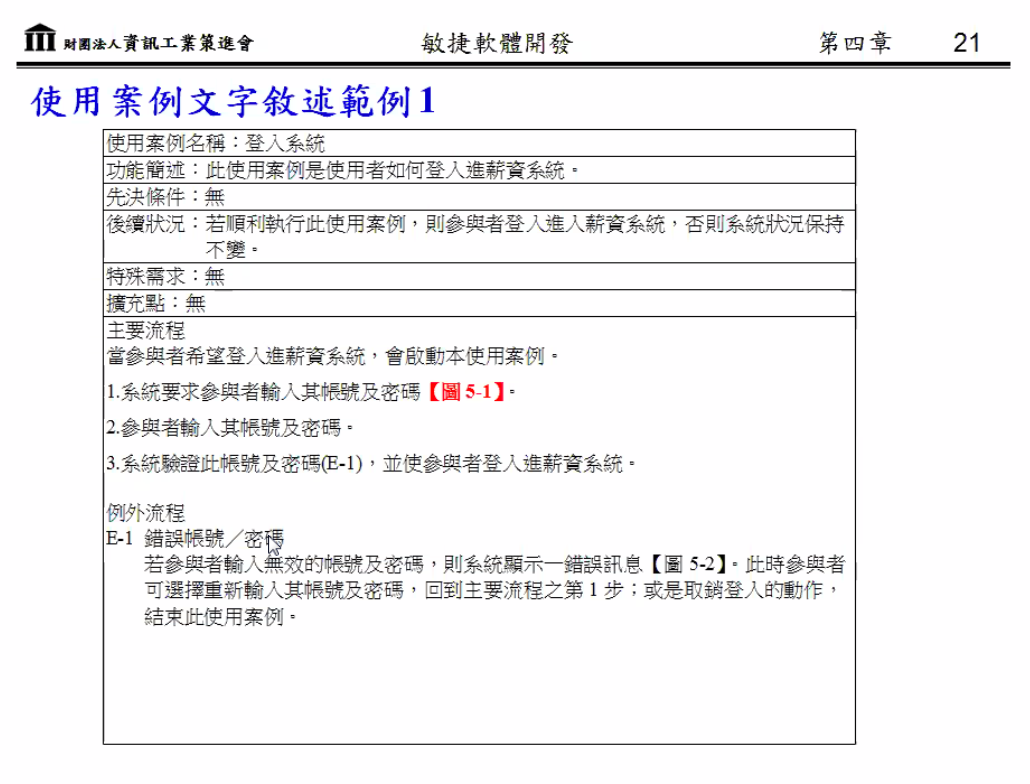 財團法人資訊工業策進會 敏捷軟體開發 第四章 21
使用案例文字敘述範例1
使用案例名稱：登入系統
功能簡述：此使用案例是使用者如何登入進薪資系統。
先決條件：無
後續狀況：若順利執行此使用案例，則參與者登入進入薪資系統，否則系統狀況保持
不變。
特殊需求：無
擴充點：無
主要流程
當參與者希望登入進薪資系統，會啟動本使用案例。
1.系統要求參與者輸入其帳號及密碼【圖 5-1】。
2.參與者輸入其帳號及密碼。
3.系統驗證此帳號及密碼(E-1)，並使參與者登入進薪資系統。
例外流程
E-1 錯誤帳號／密碼
若參與者輸入無效的帳號及密碼，則系統顯示一錯誤訊息【圖 5-2】。此時參與者
可選擇重新輸入其帳號及密碼，回到主要流程之第 1 步；或是取銷登入的動作，
結束此使用案例。